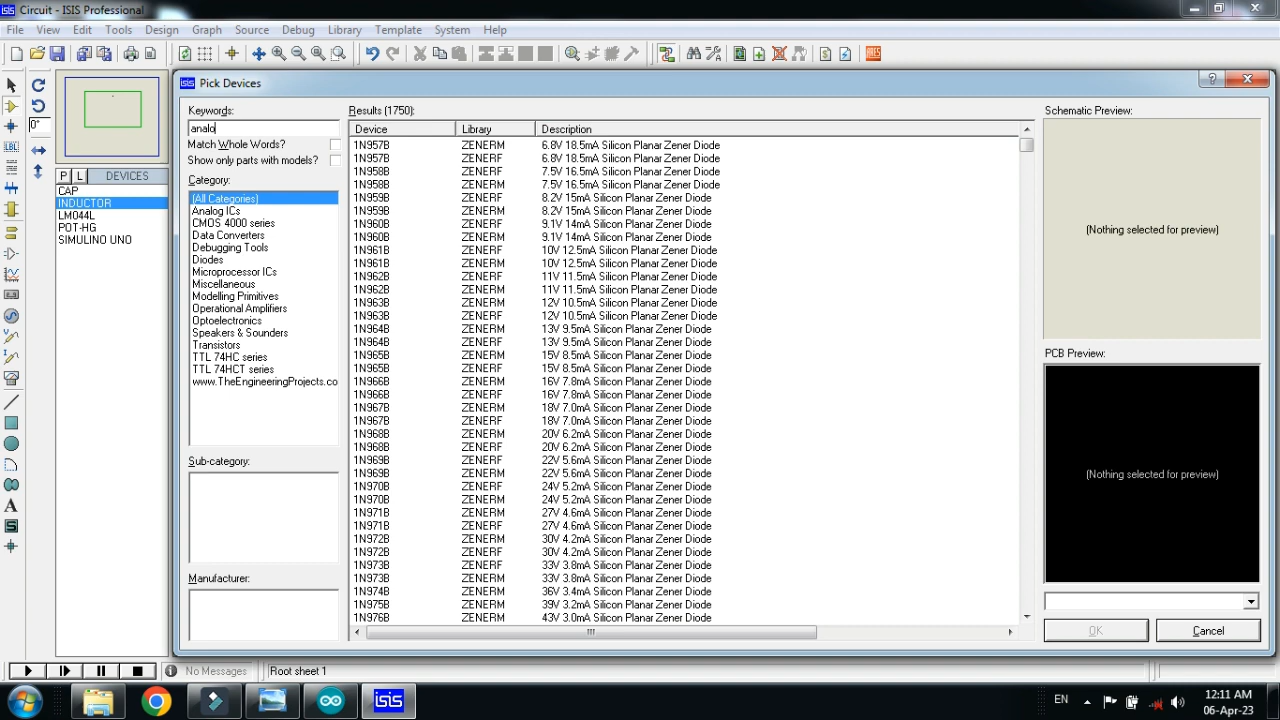 Circuit - ISIS Professional
File View Edit Tools Design Graph Source Debug Library Template System Help
Pick Devices
Keywords:
analo
Match Whole Words?
Show only parts with models?
Category:
(All Categories)
Analog ICs
CMOS 4000 series
Data Converters
Debugging Tools
Diodes
Microprocessor ICs
Miscellaneous
Modelling Primitives
Operational Amplifiers
Optoelectronics
Speakers & Sounders
Transistors
TTL 74HC series
TTL 74HCT series
www.TheEngineeringProjects.co
Sub-category:
Manufacturer:
Results (1750):
Device Library Description
1N957B ZENERM 6.8V 18.5mA Silicon Planar Zener Diode
1N957B ZENERF 6.8V 18.5mA Silicon Planar Zener Diode
1N958B ZENERF 7.5V 16.5mA Silicon Planar Zener Diode
1N958B ZENERM 7.5V 16.5mA Silicon Planar Zener Diode
1N959B ZENERF 8.2V 15mA Silicon Planar Zener Diode
1N959B ZENERM 8.2V 15mA Silicon Planar Zener Diode
1N960B ZENERF 9.1V 14mA Silicon Planar Zener Diode
1N960B ZENERM 9.1V 14mA Silicon Planar Zener Diode
1N961B ZENERF 10V 12.5mA Silicon Planar Zener Diode
1N961B ZENERM 10V 12.5mA Silicon Planar Zener Diode
1N962B ZENERF 11V 11.5mA Silicon Planar Zener Diode
1N962B ZENERM 11V 11.5mA Silicon Planar Zener Diode
1N963B ZENERM 12V 10.5mA Silicon Planar Zener Diode
1N963B ZENERF 12V 10.5mA Silicon Planar Zener Diode
1N964B ZENERM 13V 9.5mA Silicon Planar Zener Diode
1N964B ZENERF 13V 9.5mA Silicon Planar Zener Diode
1N965B ZENERM 15V 8.5mA Silicon Planar Zener Diode
1N965B ZENERF 15V 8.5mA Silicon Planar Zener Diode
1N966B ZENERM 16V 7.8mA Silicon Planar Zener Diode
1N966B ZENERF 16V 7.8mA Silicon Planar Zener Diode
1N967B ZENERM 18V 7.0mA Silicon Planar Zener Diode
1N967B ZENERF 18V 7.0mA Silicon Planar Zener Diode
1N968B ZENERM 20V 6.2mA Silicon Planar Zener Diode
1N968B ZENERF 20V 6.2mA Silicon Planar Zener Diode
1N969B ZENERF 22V 5.6mA Silicon Planar Zener Diode
1N969B ZENERM 22V 5.6mA Silicon Planar Zener Diode
1N970B ZENERF 24V 5.2mA Silicon Planar Zener Diode
1N970B ZENERM 24V 5.2mA Silicon Planar Zener Diode
1N971B ZENERM 27V 4.6mA Silicon Planar Zener Diode
1N971B ZENERF 27V 4.6mA Silicon Planar Zener Diode
1N972B ZENERM 30V 4.2mA Silicon Planar Zener Diode
1N972B ZENERF 30V 4.2mA Silicon Planar Zener Diode
1N973B ZENERF 33V 3.8mA Silicon Planar Zener Diode
1N973B ZENERM 33V 3.8mA Silicon Planar Zener Diode
1N974B ZENERM 36V 3.4mA Silicon Planar Zener Diode
1N975B ZENERM 39V 3.2mA Silicon Planar Zener Diode
1N976B ZENERM 43V 3.0mA Silicon Planar Zener Diode
Schematic Preview:
(Nothing selected for preview)
PCB Preview:
(Nothing selected for preview)
OK Cancel
0°
LBL
P L DEVICES
CAP
INDUCTOR
LM044L
POT-HG
SIMULINO UNO
A
S
No Messages Root sheet 1
isis
EN
12:11 AM
06-Apr-23